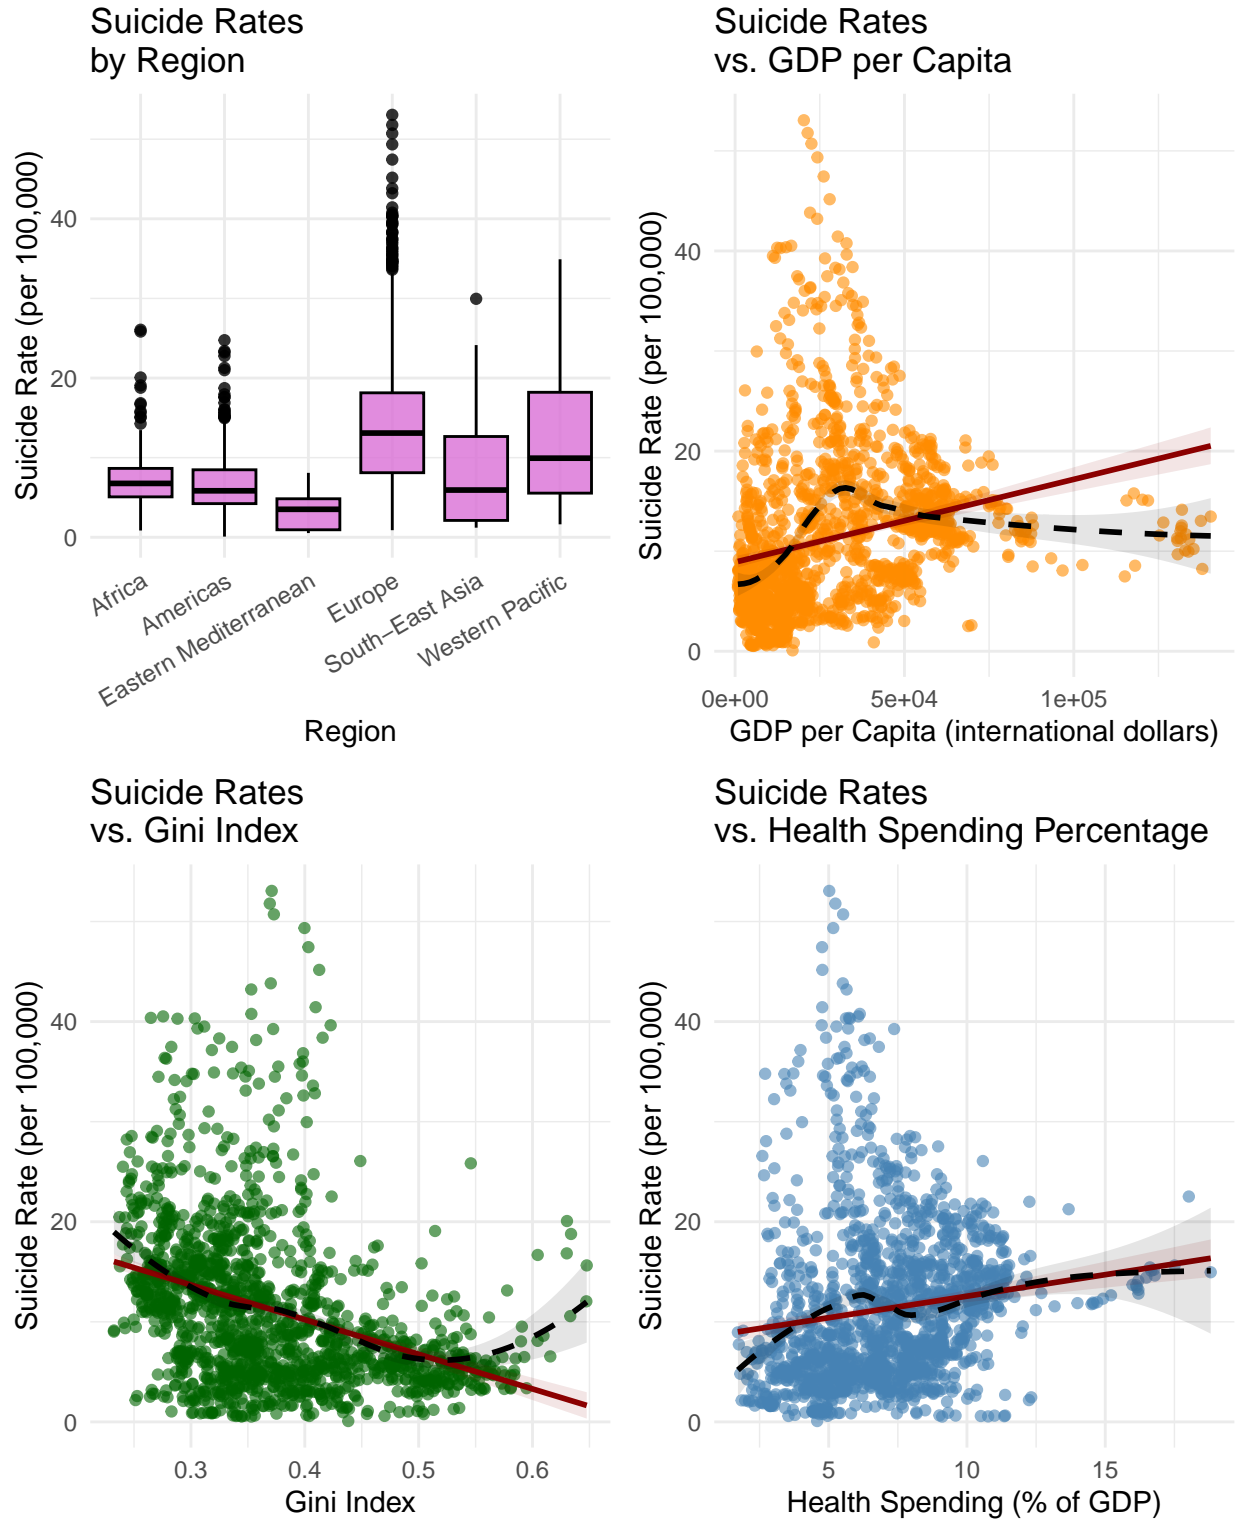 Suicide Rates
by Region
Suicide Rate (per 100,000)
40
20
0
Africa
Americas
Eastern Mediterranean
Europe
South−East Asia
Western Pacific
Region
Suicide Rates
vs. GDP per Capita
Suicide Rate (per 100,000)
40
20
0
0e+00
5e+04
1e+05
GDP per Capita (international dollars)
Suicide Rates
vs. Gini Index
Suicide Rate (per 100,000)
40
20
0
0.3
0.4
0.5
0.6
Gini Index
Suicide Rates
vs. Health Spending Percentage
Suicide Rate (per 100,000)
40
20
0
5
10
15
Health Spending (% of GDP)